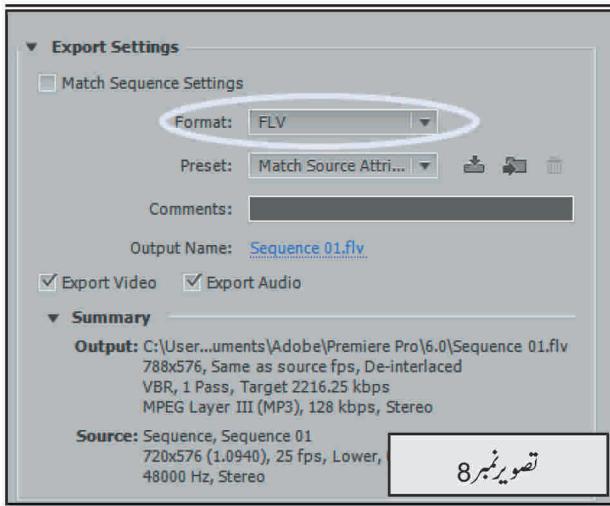 Export Settings
Match Sequence Settings
Format: FLV
Preset: Match Source Attri...
Comments:
Output Name: Sequence 01.flv
Export Video Export Audio
Summary
Output: C:\User...uments\Adobe\Premiere Pro\6.0\Sequence 01.flv
788x576, Same as source fps, De-interlaced
VBR, 1 Pass, Target 2216.25 kbps
MPEG Layer III (MP3), 128 kbps, Stereo
Source: Sequence, Sequence 01
720x576 (1.0940), 25 fps, Lower,
48000 Hz, Stereo
تصویر نمبر 8